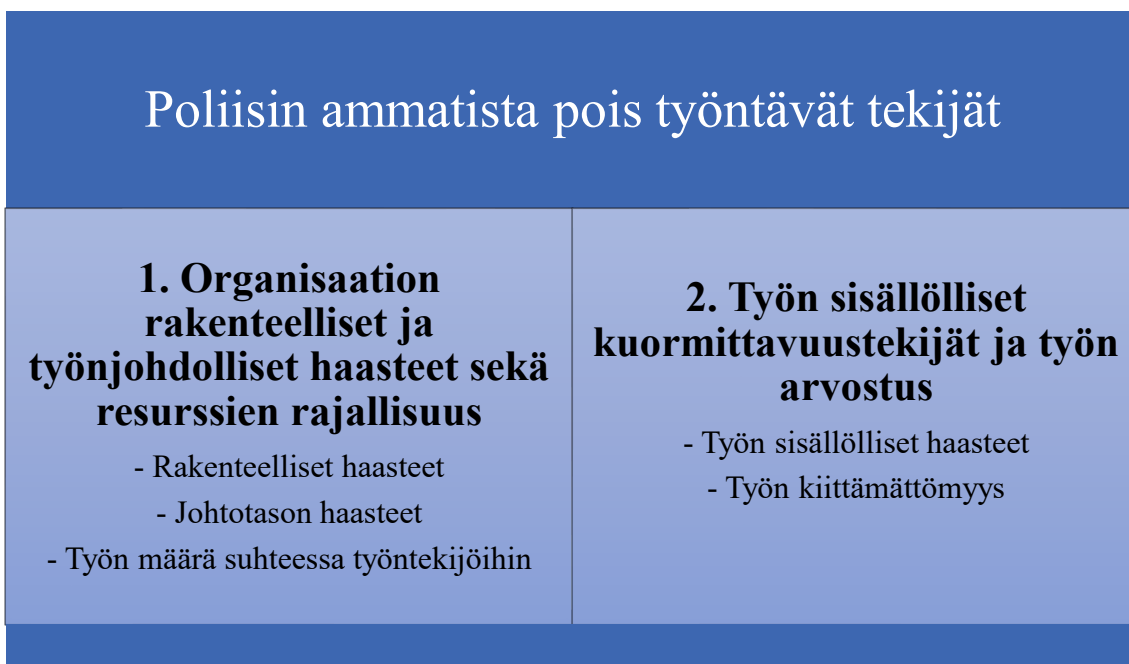 Poliisin ammatista pois työntävät tekijät
1. Organisaation
rakenteelliset ja
työnjohdolliset haasteet sekä
resurssien rajallisuus
- Rakenteelliset haasteet
- Johtotason haasteet
- Työn määrä suhteessa työntekijöihin
2. Työn sisällölliset
kuormittavuustekijät ja työn
arvostus
- Työn sisällölliset haasteet
- Työn kiittämättömyys